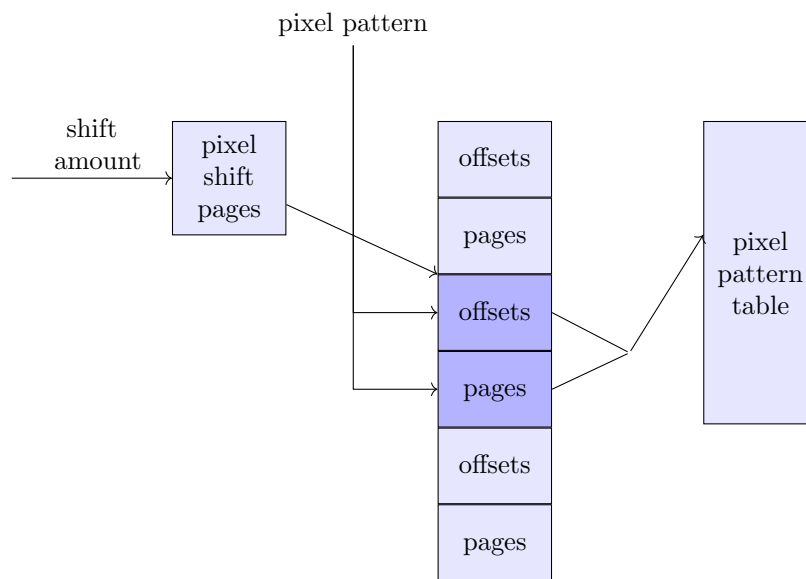 pixel pattern
shift
amount
pixel
shift
pages
offsets
pages
offsets
pages
offsets
pages
pixel
pattern
table